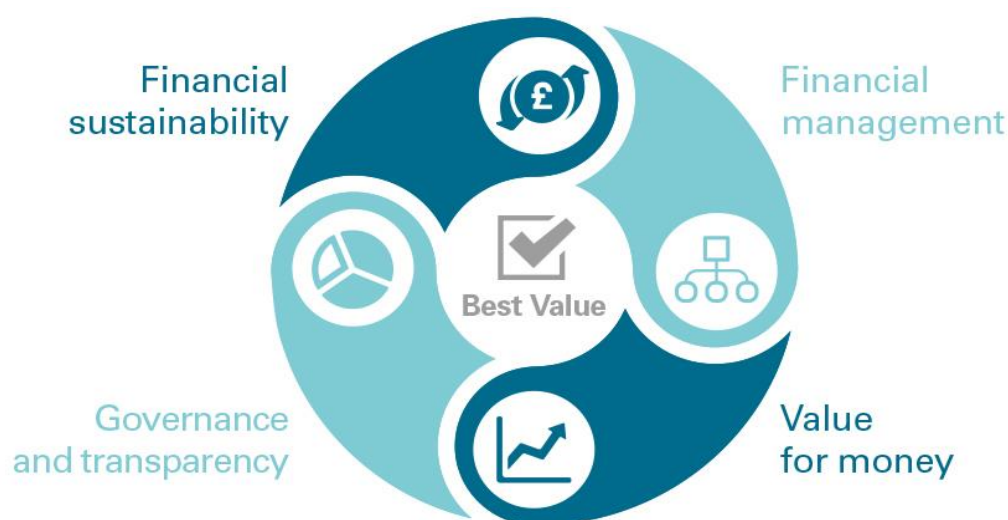 Financial
sustainability
Financial
management
£
Best Value
Governance
and transparency
Value
for money